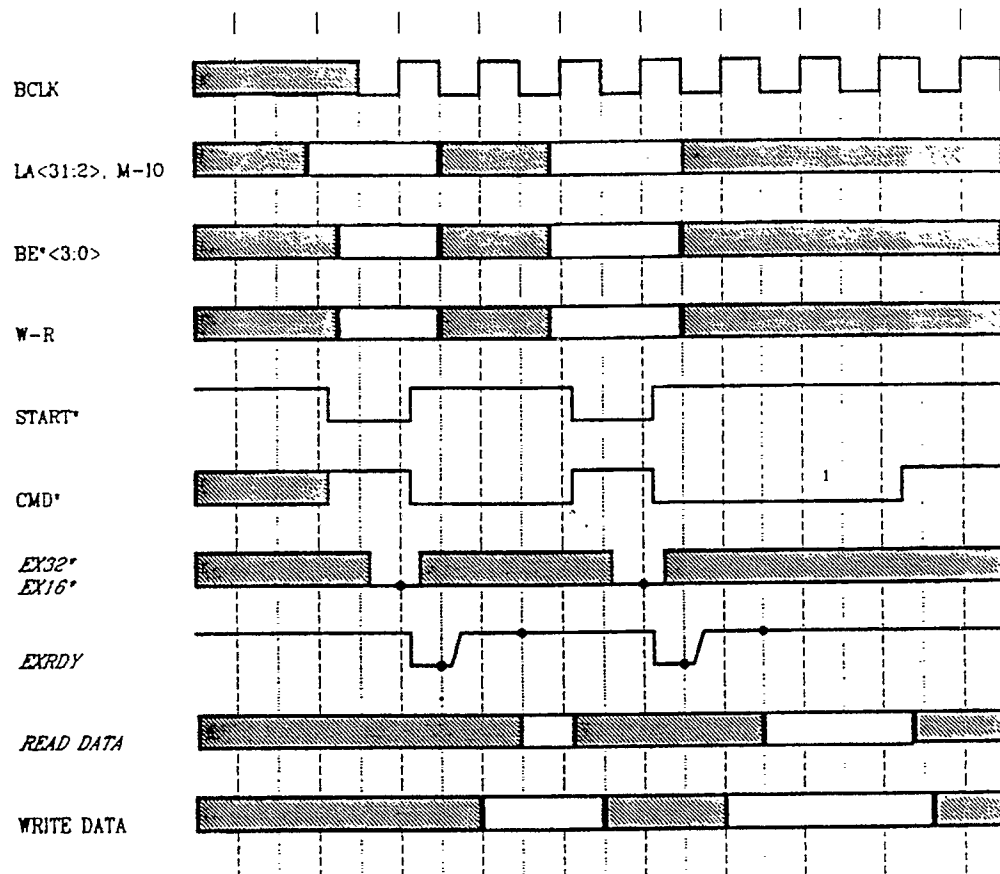 BCLK
LA<31:2>, M-IO
BE*<3:0>
W-R
START*
CMD*
1
EX32*
EX16*
EXRDY
READ DATA
WRITE DATA